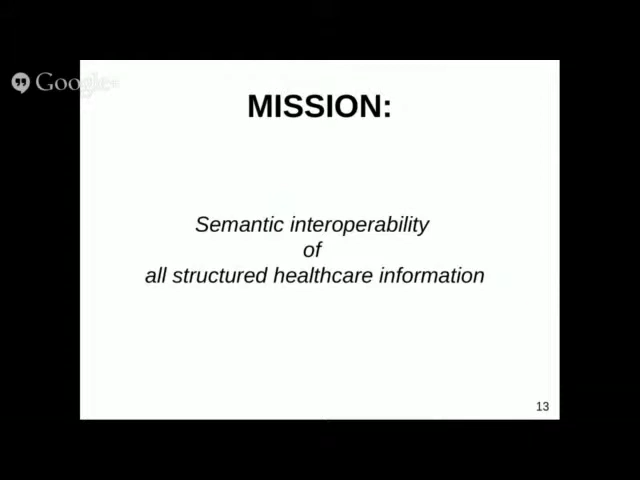 Google+
MISSION:
Semantic interoperability
of
all structured healthcare information
13